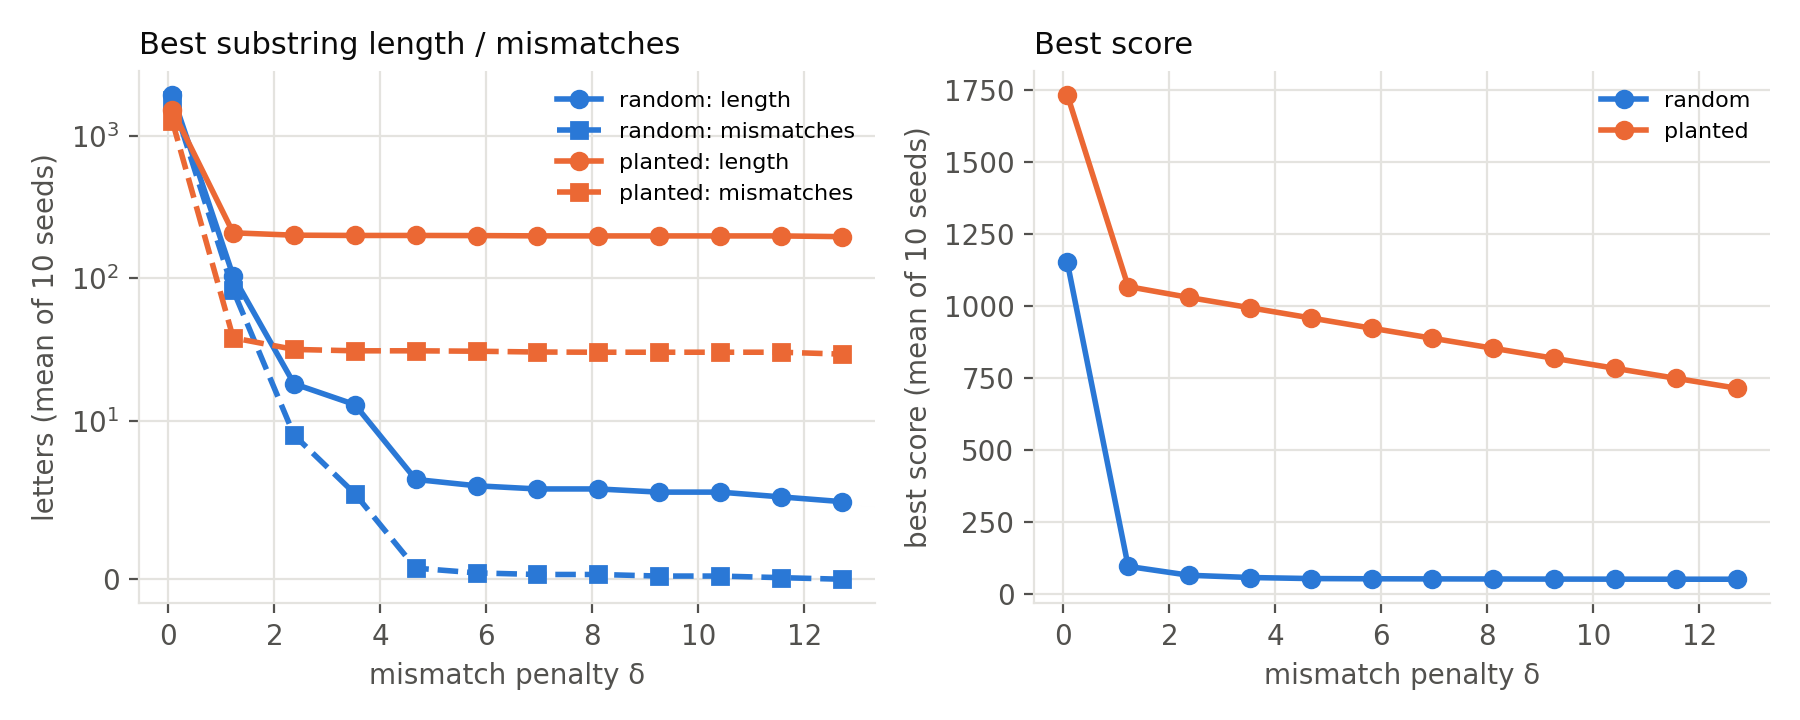 Best substring length / mismatches
letters (mean of 10 seeds)
10³
10²
10¹
0
random: length
random: mismatches
planted: length
planted: mismatches
0 2 4 6 8 10 12
mismatch penalty δ
Best score
best score (mean of 10 seeds)
1750
1500
1250
1000
750
500
250
0
random
planted
0 2 4 6 8 10 12
mismatch penalty δ